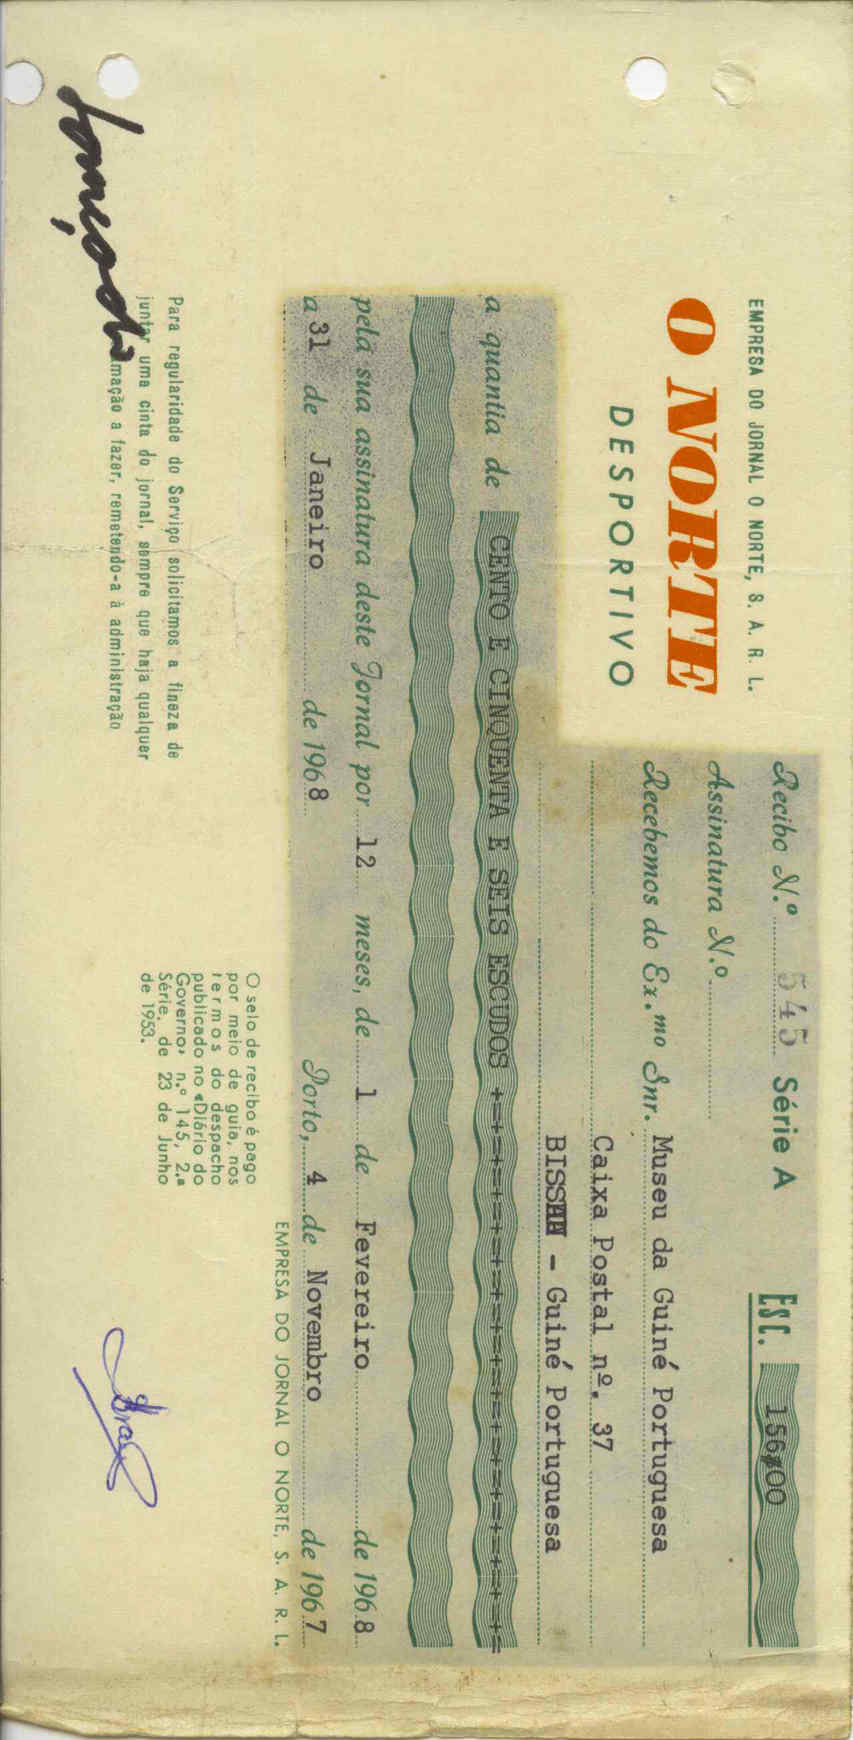 EMPRESA DO JORNAL O NORTE, S. A. R. L.
O NORTE
DESPORTIVO
Recibo N.º 545 Série A ESC. 156$00
Assinatura N.º
Recebemos do Ex.mo Snr. Museu da Guiné Portuguesa
Caixa Postal nº. 37
BISSAU - Guiné Portuguesa
a quantia de CENTO E CINQUENTA E SEIS ESCUDOS +=+=+=+=+=+=+=+=+=+=+=+=+=+=
pela sua assinatura deste Jornal por 12 meses, de 1 de Fevereiro de 1968
a 31 de Janeiro de 1968
Porto, 4 de Novembro de 1967
EMPRESA DO JORNAL O NORTE, S. A. R. L.
O selo de recibo é pago
por meio de guia, nos
termos do despacho
publicado no «Diário do
Governo» n.º 145, 2.ª
Série, de 23 de Junho
de 1953.
Para regularidade do Serviço solicitamos a fineza de
juntar uma cinta do jornal, sempre que haja qualquer
mação a fazer, remetendo-a à administração